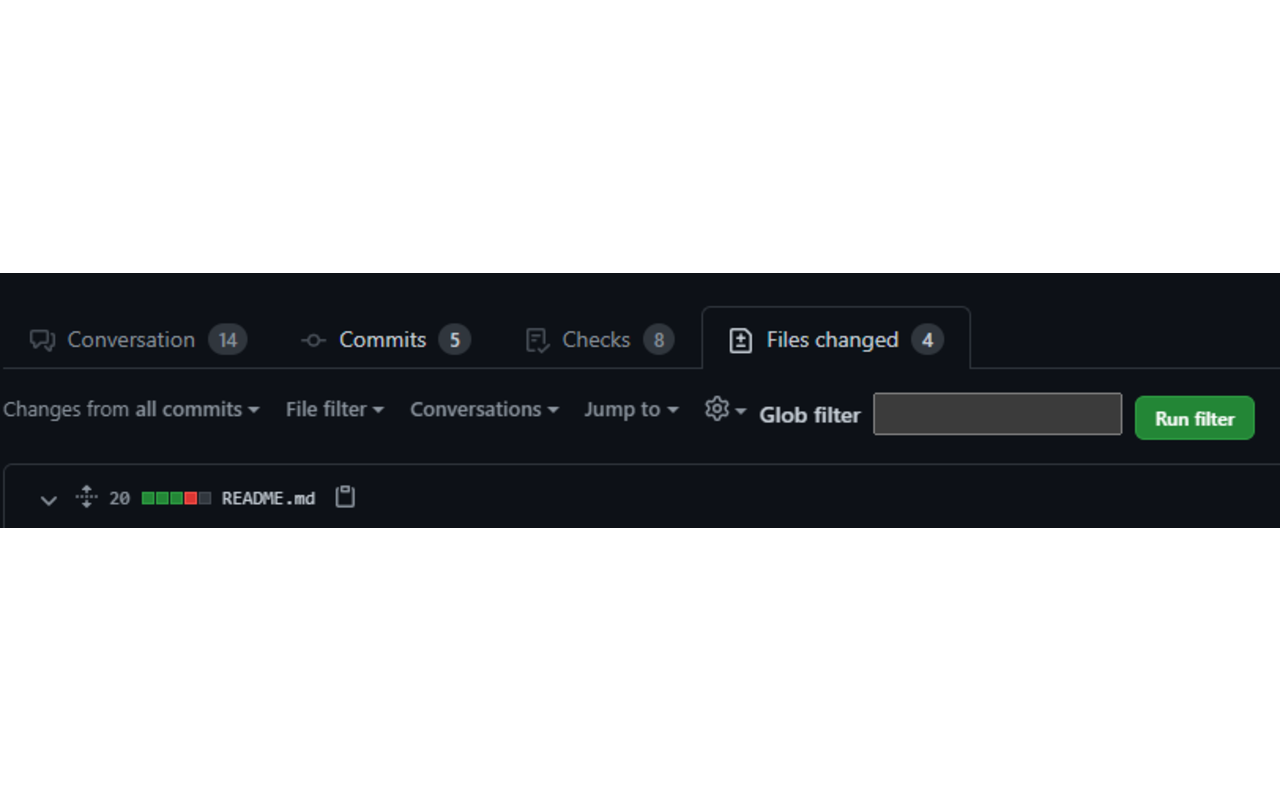 Conversation 14 Commits 5 Checks 8 Files changed 4
Changes from all commits File filter Conversations Jump to Glob filter Run filter
20 README.md